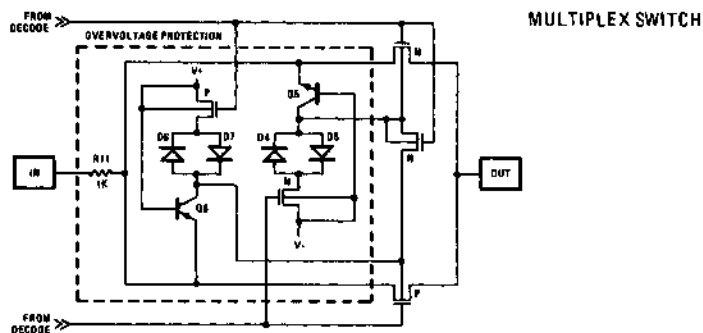 MULTIPLEX SWITCH
FROM
DECODE
OVERVOLTAGE PROTECTION
N
V+
P
Q5
D6
D7
D4
D5
N
IN
R11
1K
OUT
N
Q6
V-
P
FROM
DECODE